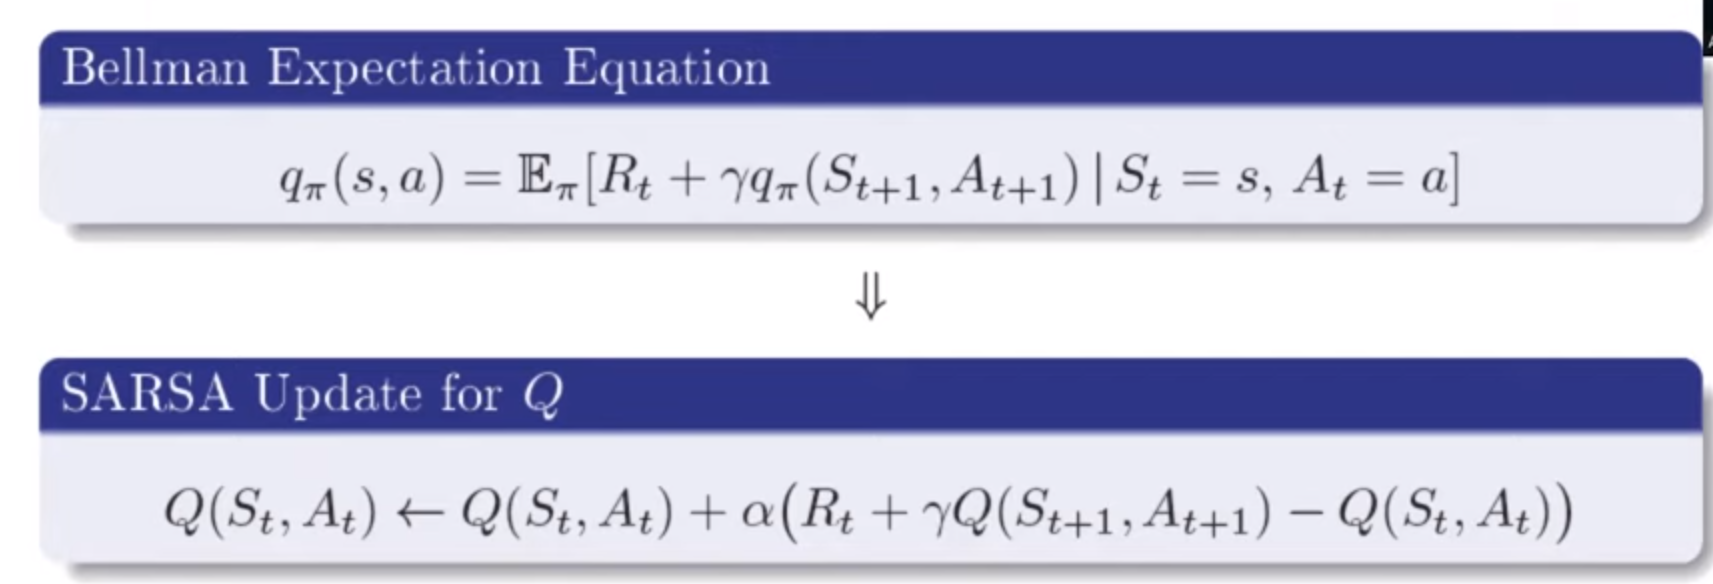 Bellman Expectation Equation
qπ(s, a) = 𝔼π[Rt + γqπ(St+1, At+1) | St = s, At = a]
⇓
SARSA Update for Q
Q(St, At) ← Q(St, At) + α(Rt + γQ(St+1, At+1) − Q(St, At))